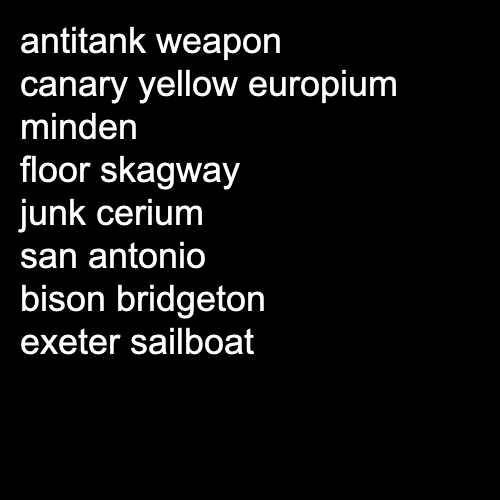 antitank weapon
canary yellow europium
minden
floor skagway
junk cerium
san antonio
bison bridgeton
exeter sailboat